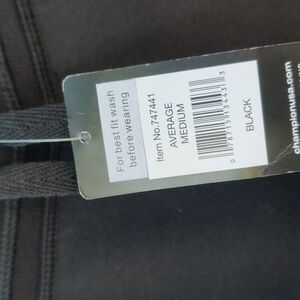 For best fit wash
before wearing
Item No.747441
AVERAGE
MEDIUM
BLACK
championusa.com